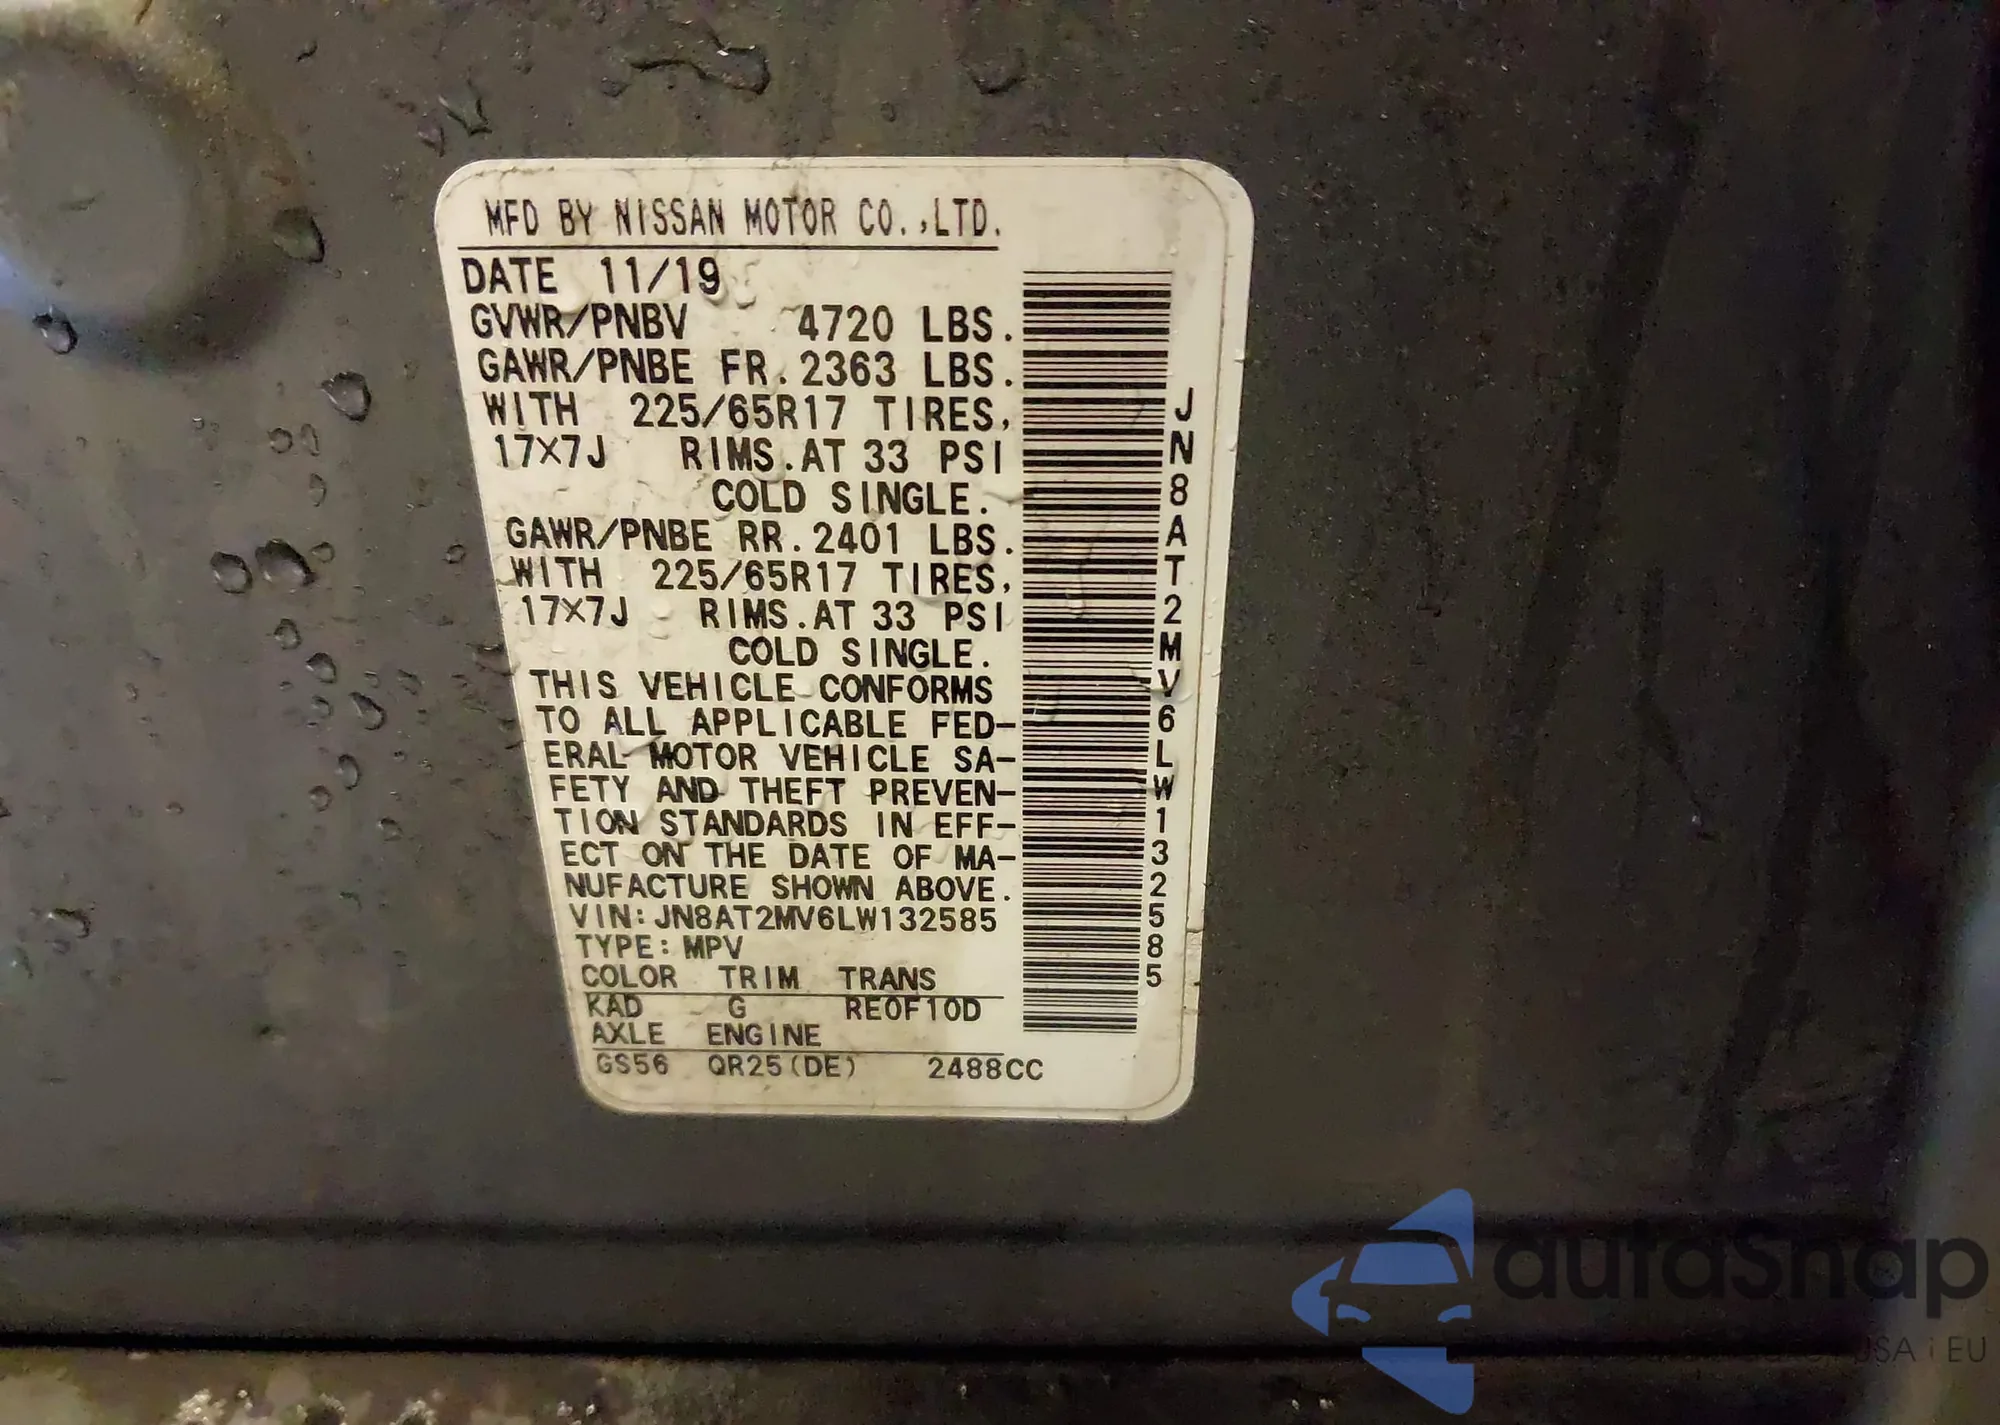 MFD BY NISSAN MOTOR CO.,LTD.
DATE 11/19
GVWR/PNBV 4720 LBS.
GAWR/PNBE FR.2363 LBS.
WITH 225/65R17 TIRES,
17X7J RIMS.AT 33 PSI
COLD SINGLE.
GAWR/PNBE RR.2401 LBS.
WITH 225/65R17 TIRES,
17X7J RIMS.AT 33 PSI
COLD SINGLE.
THIS VEHICLE CONFORMS
TO ALL APPLICABLE FED-
ERAL MOTOR VEHICLE SA-
FETY AND THEFT PREVEN-
TION STANDARDS IN EFF-
ECT ON THE DATE OF MA-
NUFACTURE SHOWN ABOVE.
VIN:JN8AT2MV6LW132585
TYPE:MPV
COLOR TRIM TRANS
KAD G RE0F10D
AXLE ENGINE
GS56 QR25(DE) 2488CC
JN8AT2MV6LW132585
autoSnap
USA i EU